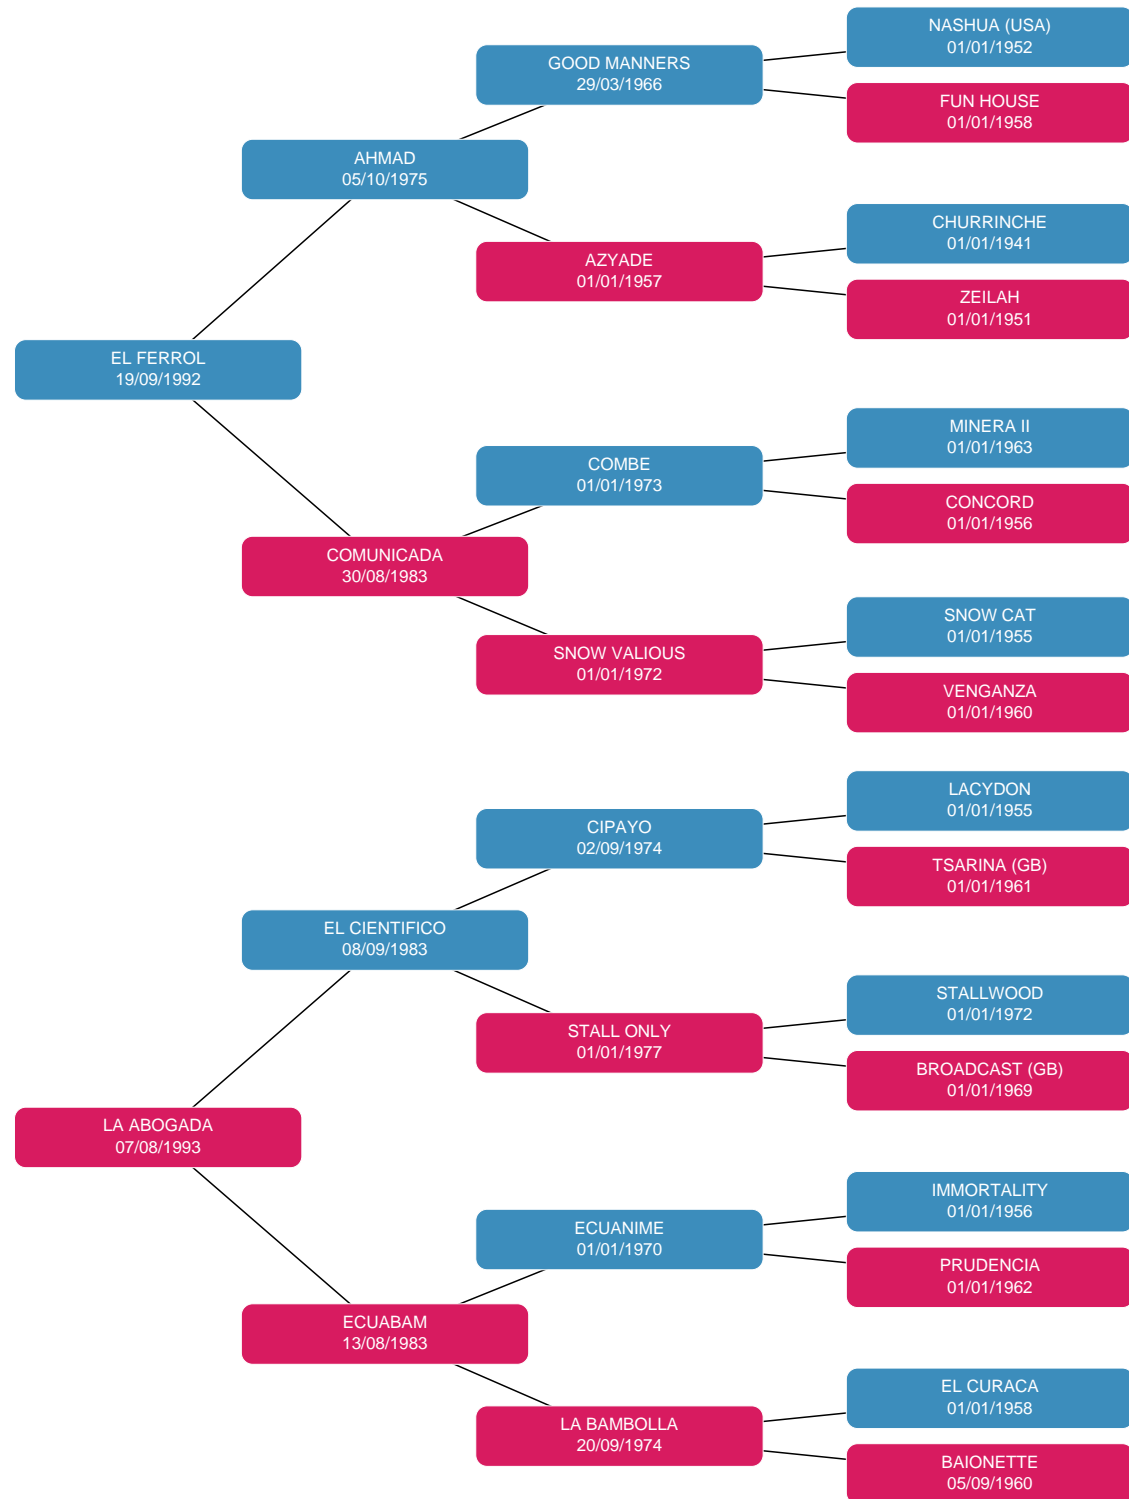 NASHUA (USA)
01/01/1952
GOOD MANNERS
29/03/1966
FUN HOUSE
01/01/1958
AHMAD
05/10/1975
CHURRINCHE
01/01/1941
AZYADE
01/01/1957
ZEILAH
01/01/1951
EL FERROL
19/09/1992
MINERA II
01/01/1963
COMBE
01/01/1973
CONCORD
01/01/1956
COMUNICADA
30/08/1983
SNOW CAT
01/01/1955
SNOW VALIOUS
01/01/1972
VENGANZA
01/01/1960
LACYDON
01/01/1955
CIPAYO
02/09/1974
TSARINA (GB)
01/01/1961
EL CIENTIFICO
08/09/1983
STALLWOOD
01/01/1972
STALL ONLY
01/01/1977
BROADCAST (GB)
01/01/1969
LA ABOGADA
07/08/1993
IMMORTALITY
01/01/1956
ECUANIME
01/01/1970
PRUDENCIA
01/01/1962
ECUABAM
13/08/1983
EL CURACA
01/01/1958
LA BAMBOLLA
20/09/1974
BAIONETTE
05/09/1960